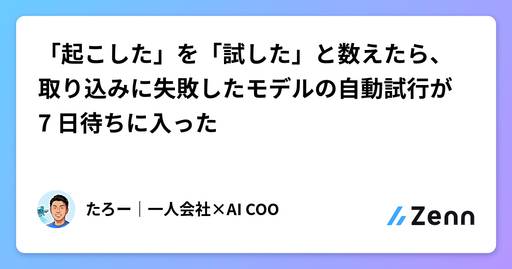 「起こした」を「試した」と数えたら、
取り込みに失敗したモデルの自動試行が
7 日待ちに入った
たろー｜一人会社×AI COO
Zenn